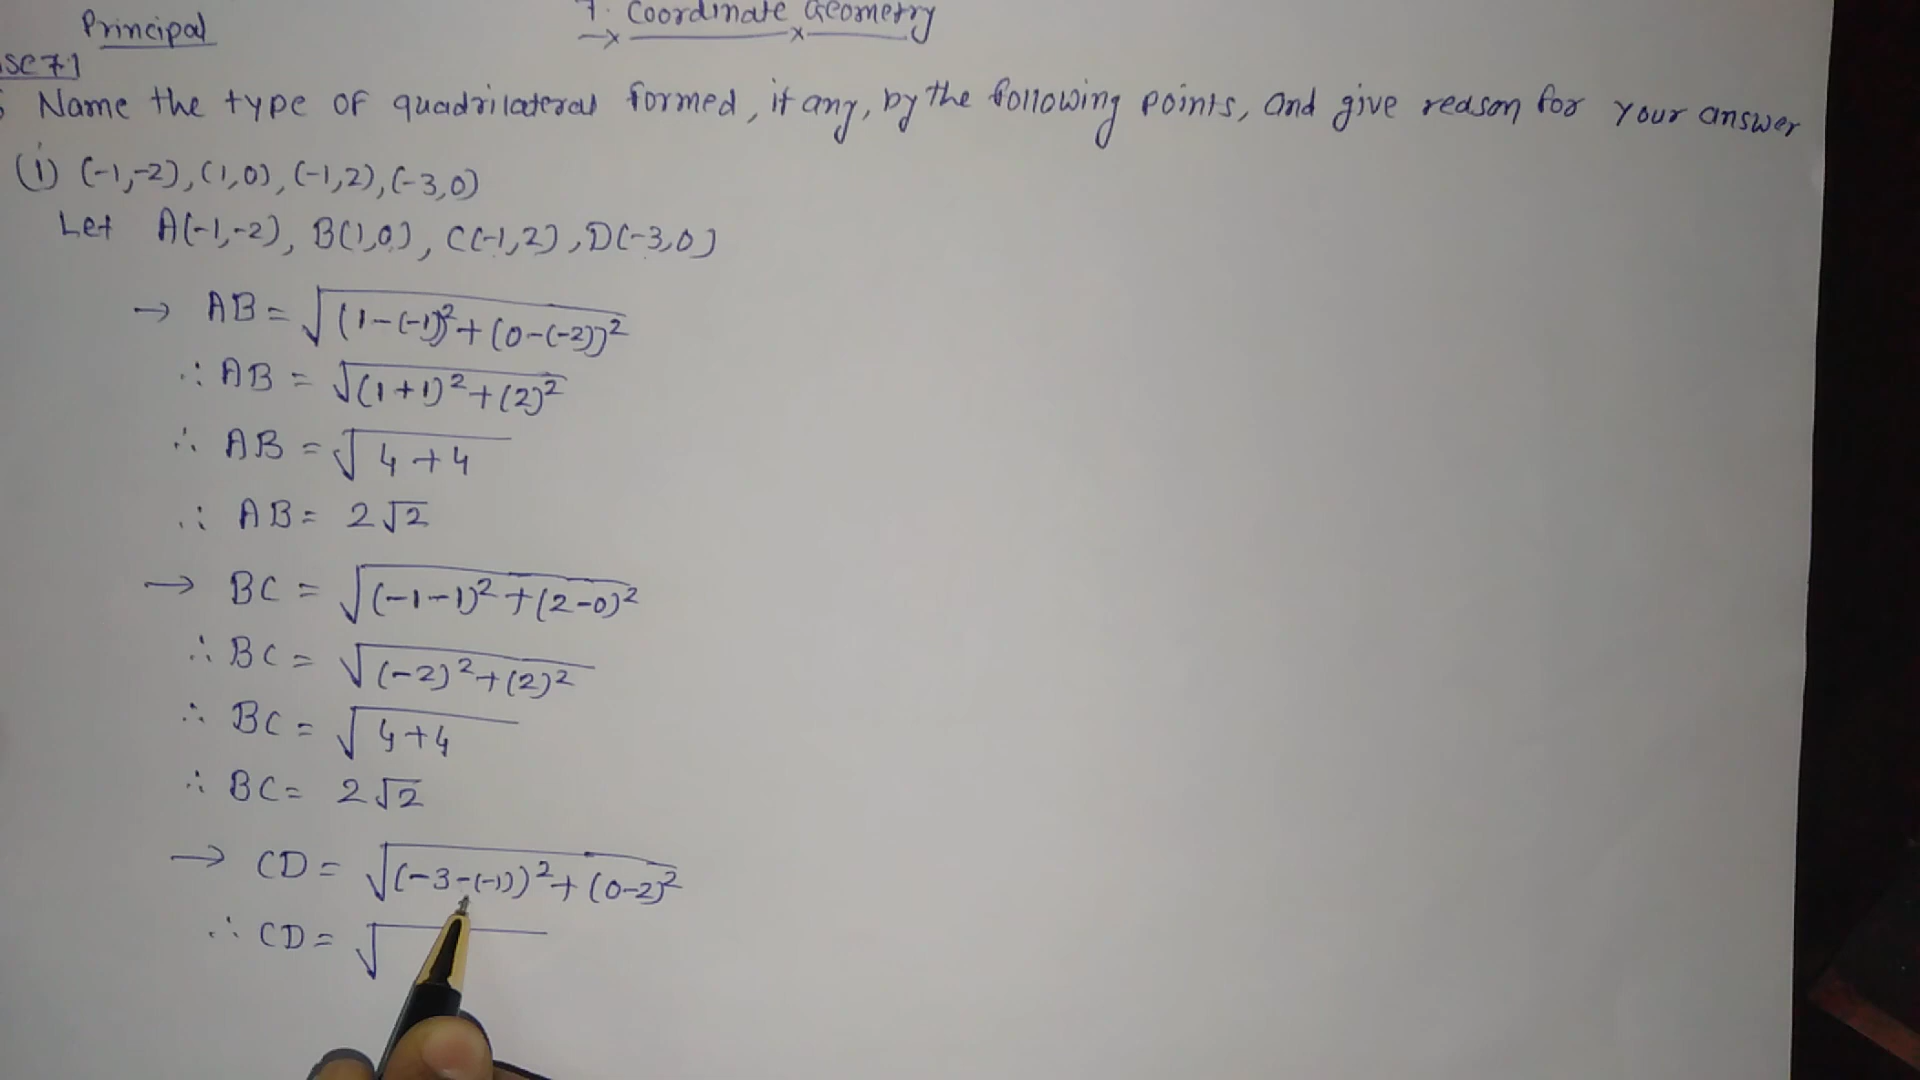 Principal
7. Coordinate Geometry
se 7.1
Name the type of quadrilateral formed, if any, by the following points, and give reason for your answer
(i) (-1,-2), (1,0), (-1,2), (-3,0)
Let A(-1,-2), B(1,0), C(-1,2), D(-3,0)
→ AB = √(1-(-1))²+(0-(-2))²
∴ AB = √(1+1)²+(2)²
∴ AB = √4+4
∴ AB = 2√2
→ BC = √(-1-1)²+(2-0)²
∴ BC = √(-2)²+(2)²
∴ BC = √4+4
∴ BC = 2√2
→ CD = √(-3-(-1))²+(0-2)²
∴ CD = √